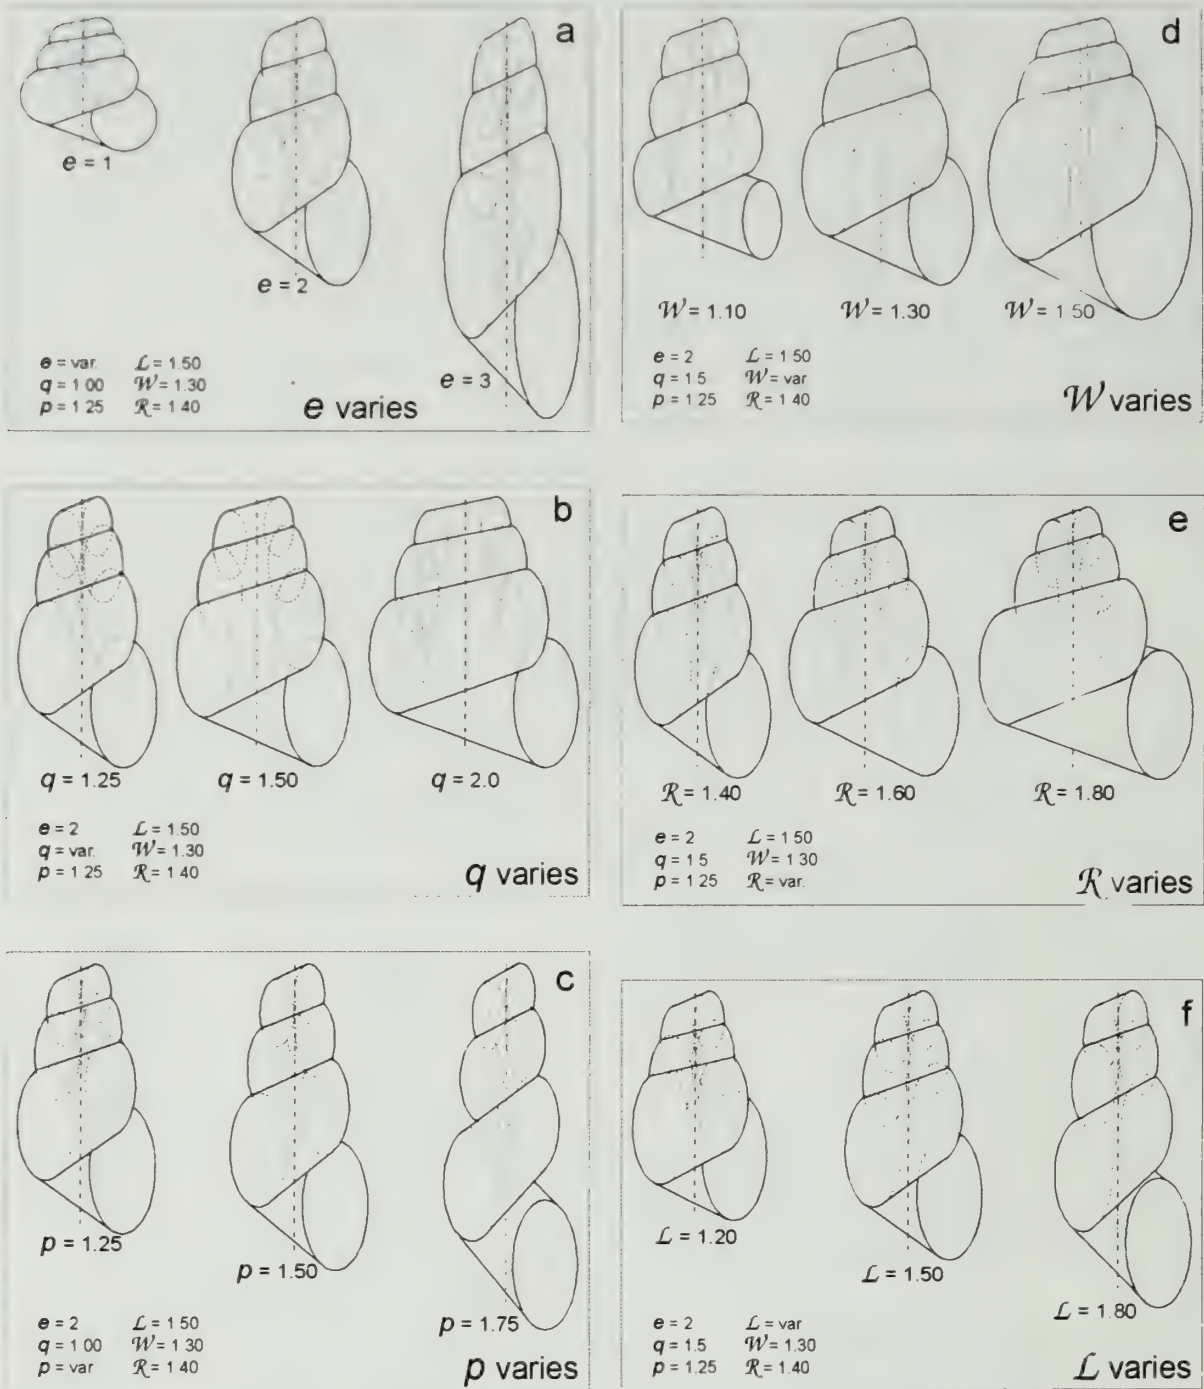 a
e = 1
e = 2
e = 3
e = var. L = 1.50
q = 1 00 W = 1.30
p = 1 25 R = 1 40
e varies
b
q = 1.25
q = 1.50
q = 2.0
e = 2 L = 1.50
q = var. W = 1.30
p = 1 25 R = 1 40
q varies
c
p = 1.25
p = 1.50
p = 1.75
e = 2 L = 1.50
q = 1 00 W = 1 30
p = var R = 1 40
p varies
d
W = 1.10
W = 1.30
W = 1 50
e = 2 L = 1 50
q = 1 5 W = var
p = 1 25 R = 1 40
W varies
e
R = 1.40
R = 1.60
R = 1.80
e = 2 L = 1 50
q = 1 5 W = 1 30
p = 1 25 R = var.
R varies
f
L = 1.20
L = 1.50
L = 1.80
e = 2 L = var
q = 1.5 W = 1.30
p = 1.25 R = 1.40
L varies